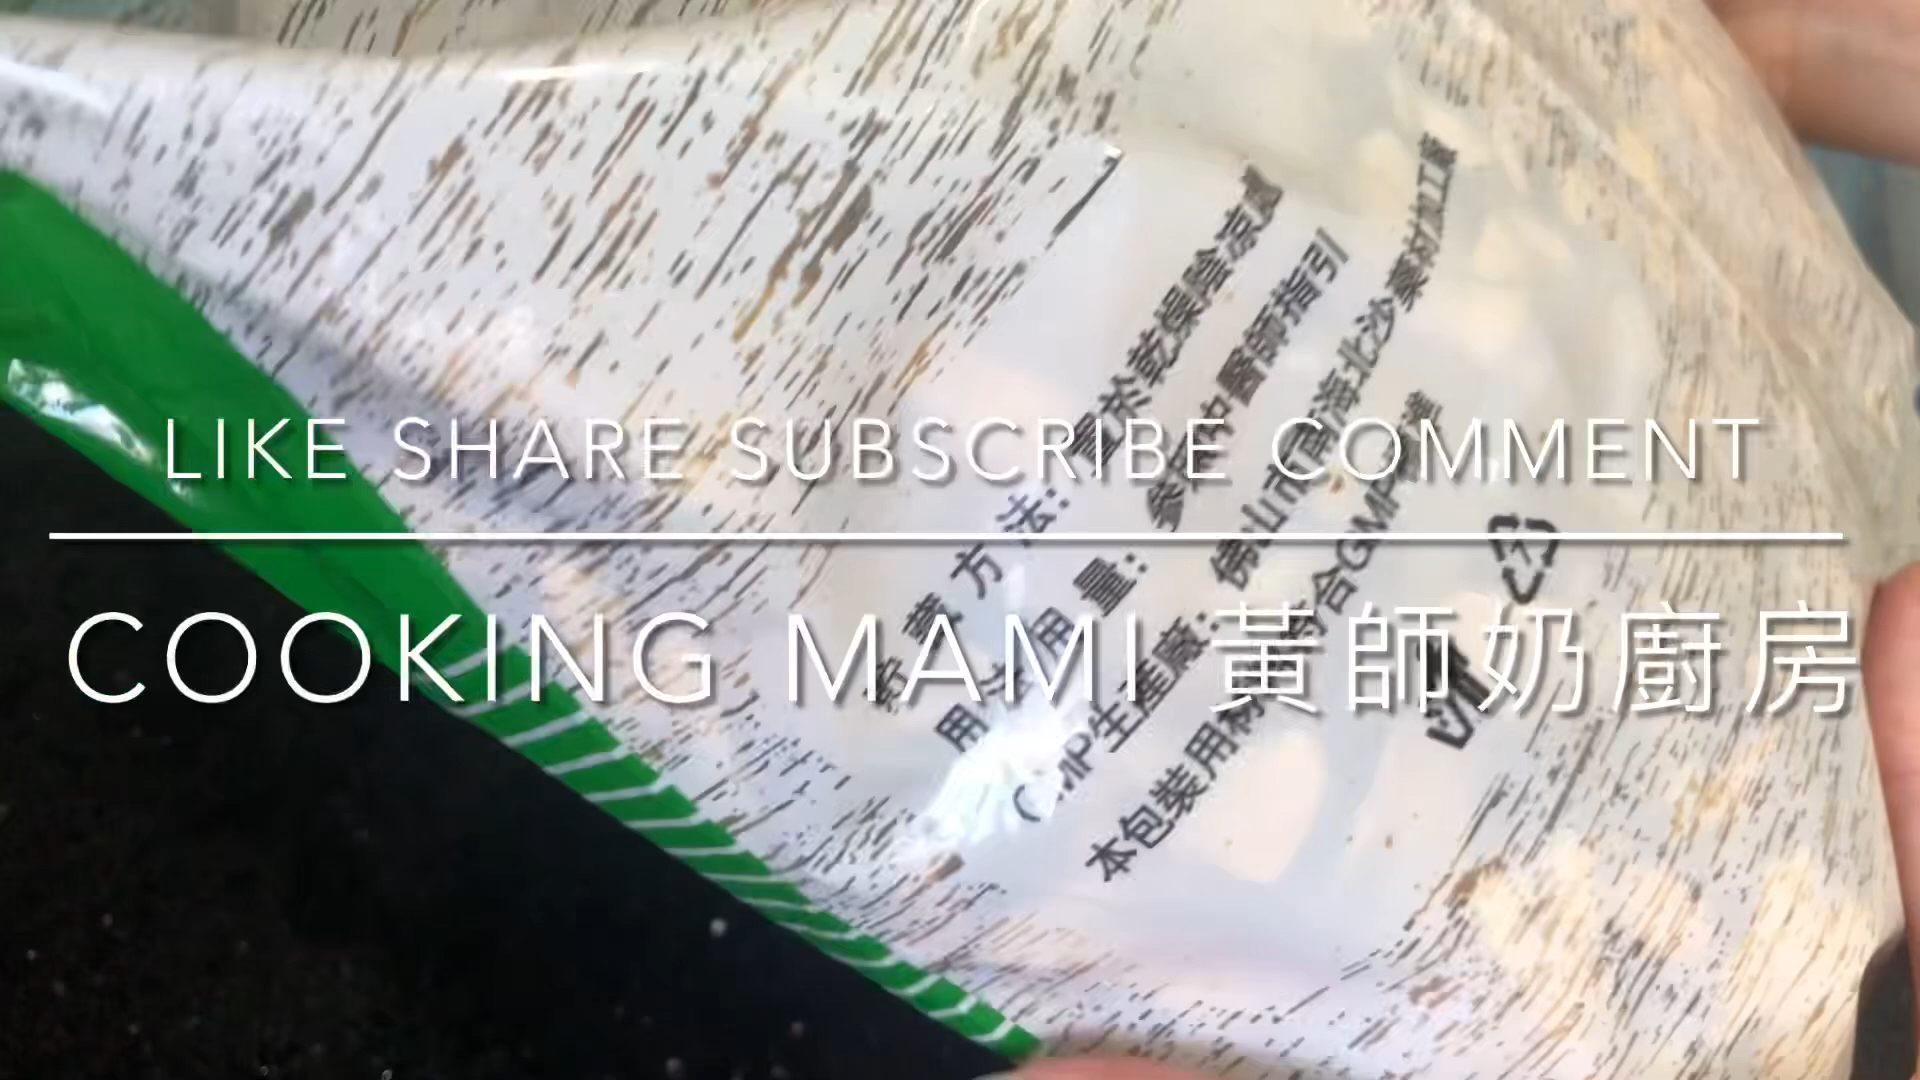 LIKE SHARE SUBSCRIBE COMMENT
COOKING MAMI 黃師奶廚房
貯藏方法: 置於乾燥陰涼處
用法用量: 參照中醫師指引
GMP生產廠: 佛山市南海北沙藥材加工廠
本包裝用材料符合GMP標準